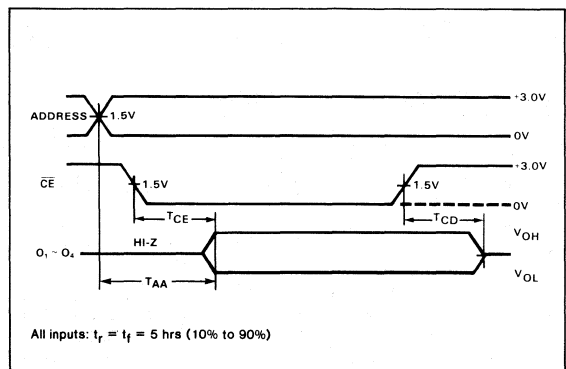 +3.0V
ADDRESS 1.5V
0V
+3.0V
CE 1.5V 1.5V
0V
TCE TCD
VOH
HI-Z
O1 ~ O4
TAA
VOL
All inputs: tr = tf = 5 hrs (10% to 90%)